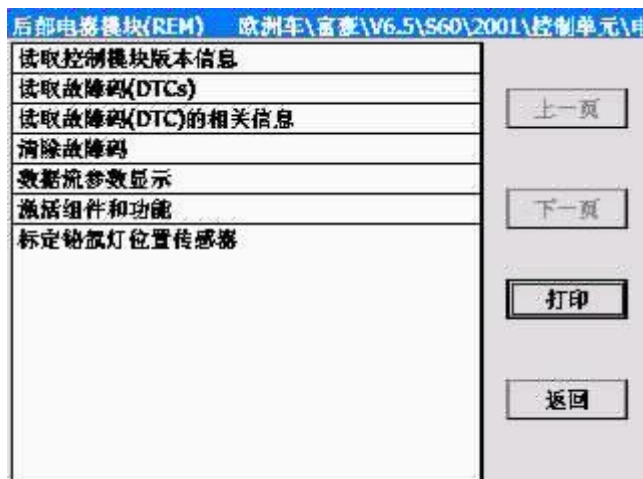 后部电器模块(REM) 欧洲车\富豪\V6.5\S60\2001\控制单元\电
读取控制模块版本信息
读取故障码(DTCs)
读取故障码(DTC)的相关信息
清除故障码
数据流参数显示
激活组件和功能
标定铅氙灯位置传感器
上一页
下一页
打印
返回